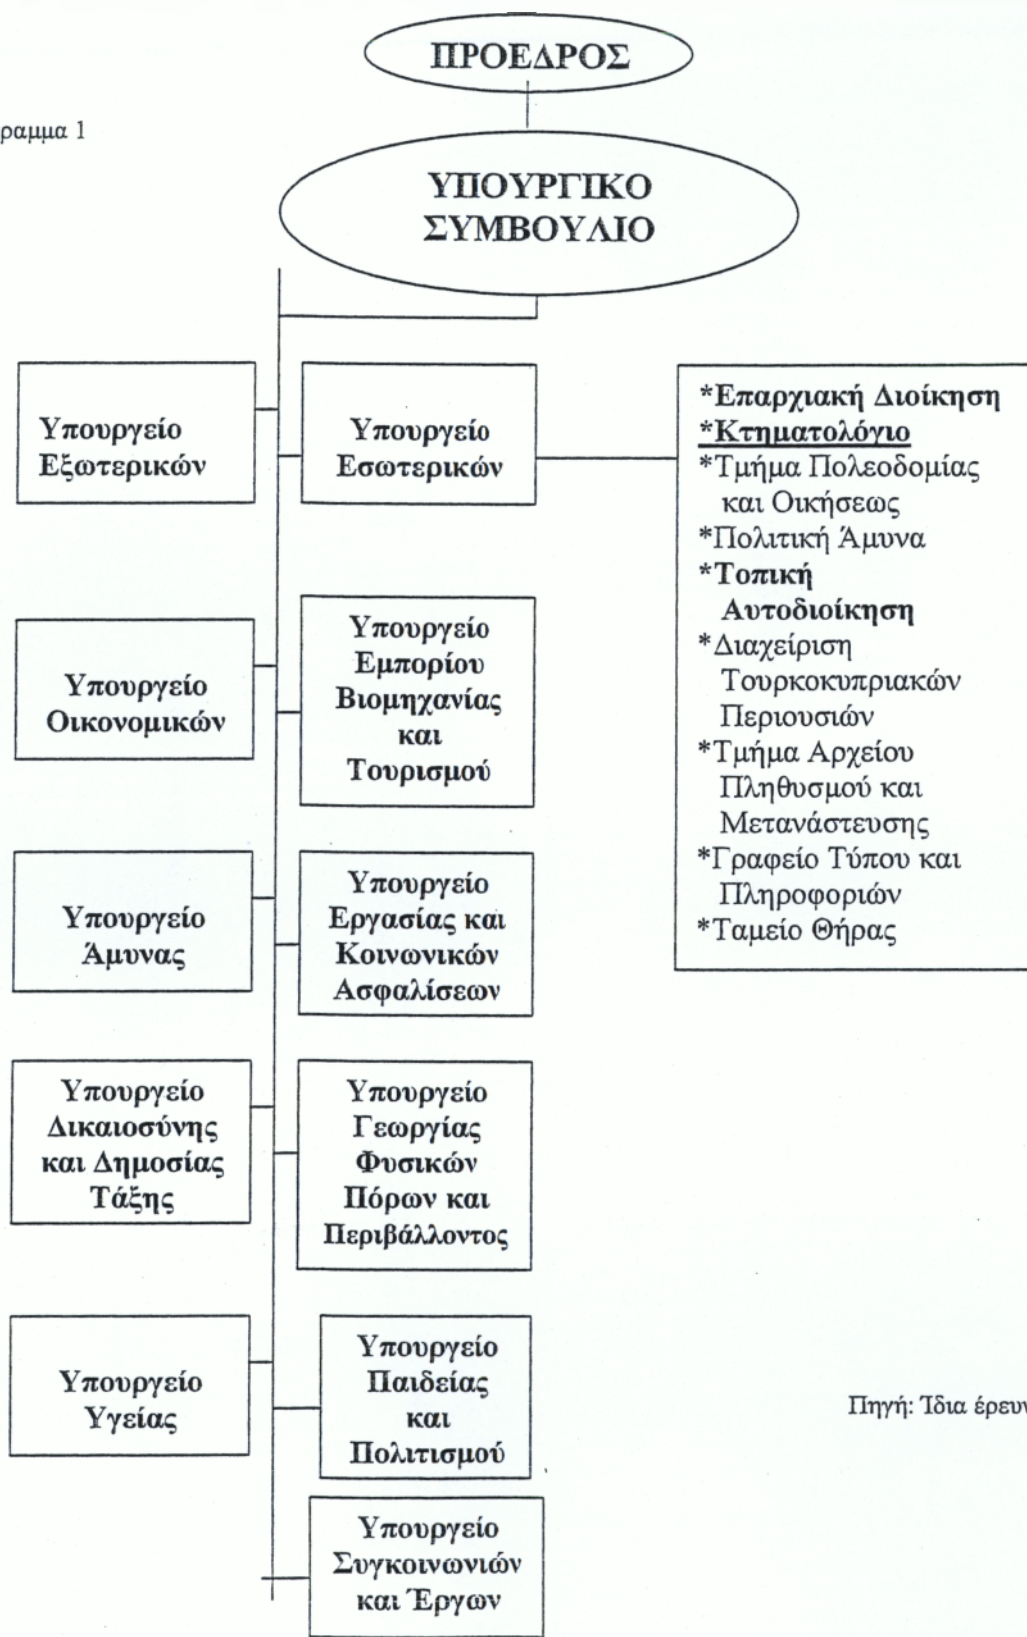 ΠΡΟΕΔΡΟΣ
ραμμα 1
ΥΠΟΥΡΓΙΚΟ
ΣΥΜΒΟΥΛΙΟ
Υπουργείο
Εξωτερικών
Υπουργείο
Εσωτερικών
*Επαρχιακή Διοίκηση
*Κτηματολόγιο
*Τμήμα Πολεοδομίας
και Οικήσεως
*Πολιτική Άμυνα
*Τοπική
Αυτοδιοίκηση
*Διαχείριση
Τουρκοκυπριακών
Περιουσιών
*Τμήμα Αρχείου
Πληθυσμού και
Μετανάστευσης
*Γραφείο Τύπου και
Πληροφοριών
*Ταμείο Θήρας
Υπουργείο
Οικονομικών
Υπουργείο
Εμπορίου
Βιομηχανίας
και
Τουρισμού
Υπουργείο
Άμυνας
Υπουργείο
Εργασίας και
Κοινωνικών
Ασφαλίσεων
Υπουργείο
Δικαιοσύνης
και Δημοσίας
Τάξης
Υπουργείο
Γεωργίας
Φυσικών
Πόρων και
Περιβάλλοντος
Υπουργείο
Υγείας
Υπουργείο
Παιδείας
και
Πολιτισμού
Πηγή: Ίδια έρευν
Υπουργείο
Συγκοινωνιών
και Έργων